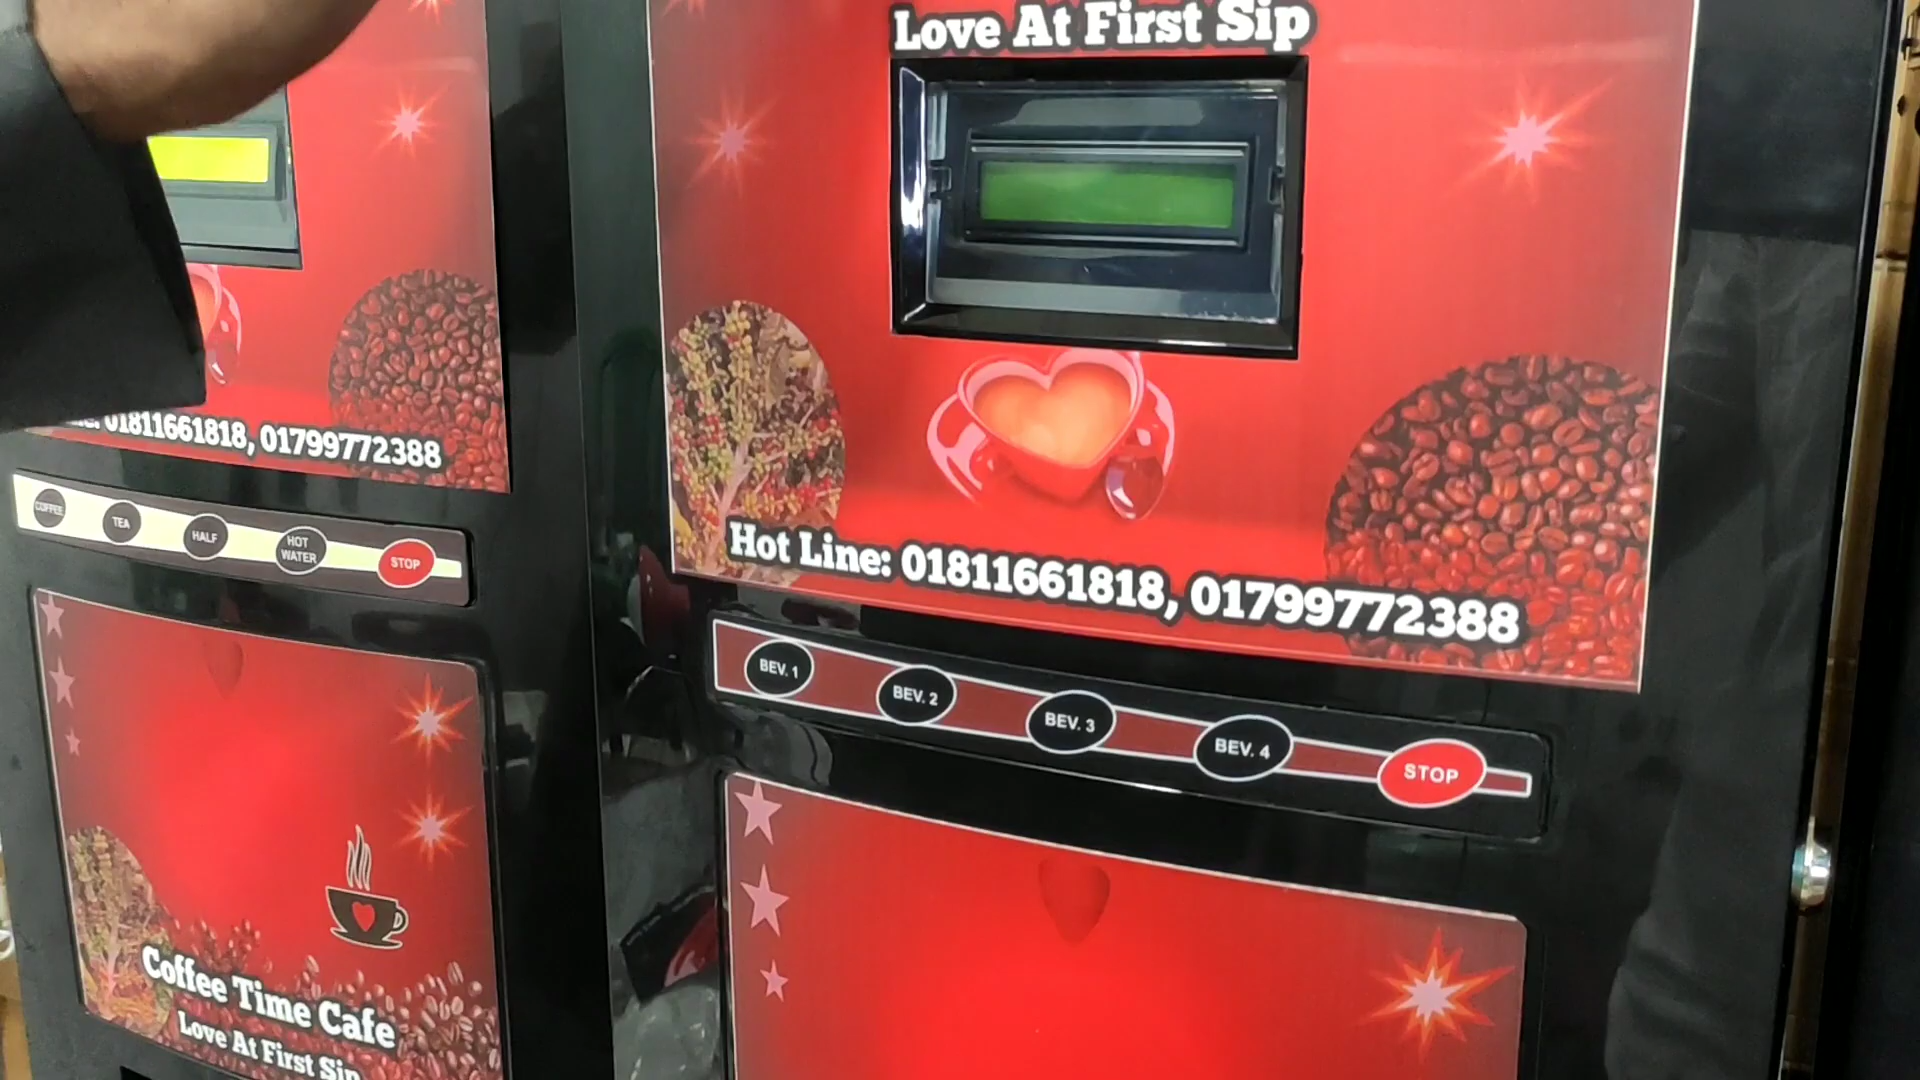 Love At First Sip
Hot Line: 01811661818, 01799772388
BEV. 1
BEV. 2
BEV. 3
BEV. 4
STOP
01811661818, 01799772388
COFFEE
TEA
HALF
HOT
WATER
STOP
Coffee Time Cafe
Love At First Sip